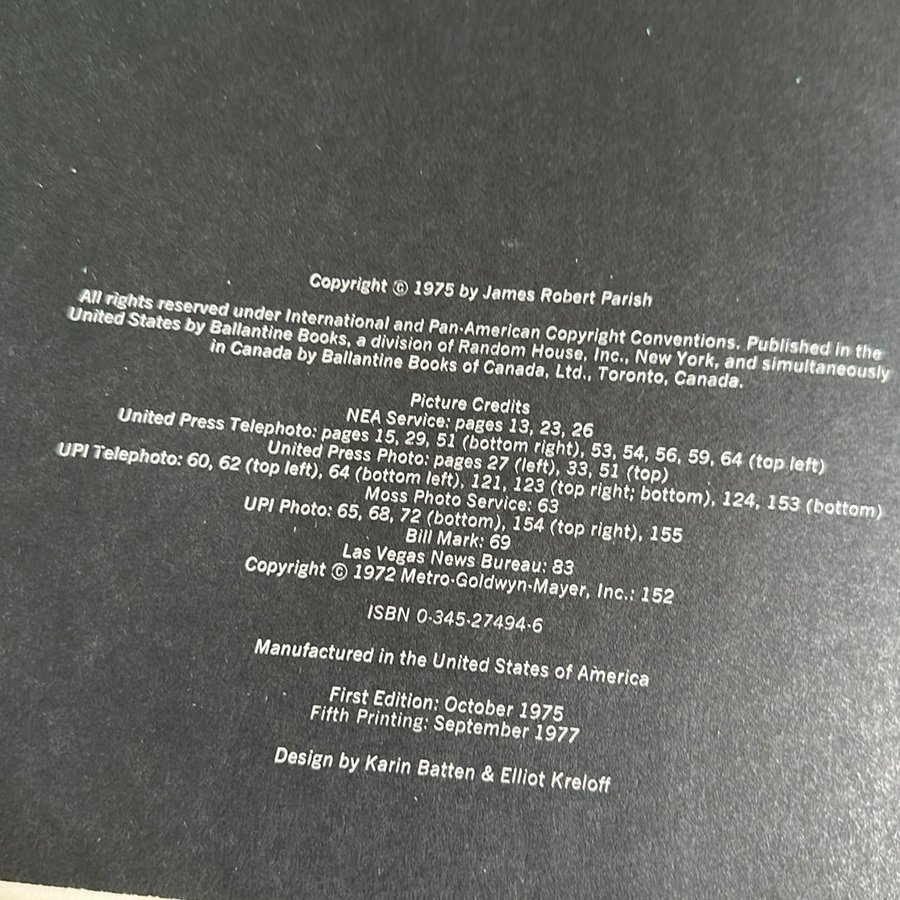 Copyright © 1975 by James Robert Parish
All rights reserved under International and Pan-American Copyright Conventions. Published in the
United States by Ballantine Books, a division of Random House, Inc., New York, and simultaneously
in Canada by Ballantine Books of Canada, Ltd., Toronto, Canada.
Picture Credits
NEA Service: pages 13, 23, 26
United Press Telephoto: pages 15, 29, 51 (bottom right), 53, 54, 56, 59, 64 (top left)
United Press Photo: pages 27 (left), 33, 51 (top)
UPI Telephoto: 60, 62 (top left), 64 (bottom left), 121, 123 (top right; bottom), 124, 153 (bottom)
Moss Photo Service: 63
UPI Photo: 65, 68, 72 (bottom), 154 (top right), 155
Bill Mark: 69
Las Vegas News Bureau: 83
Copyright © 1972 Metro-Goldwyn-Mayer, Inc.: 152
ISBN 0-345-27494-6
Manufactured in the United States of America
First Edition: October 1975
Fifth Printing: September 1977
Design by Karin Batten & Elliot Kreloff